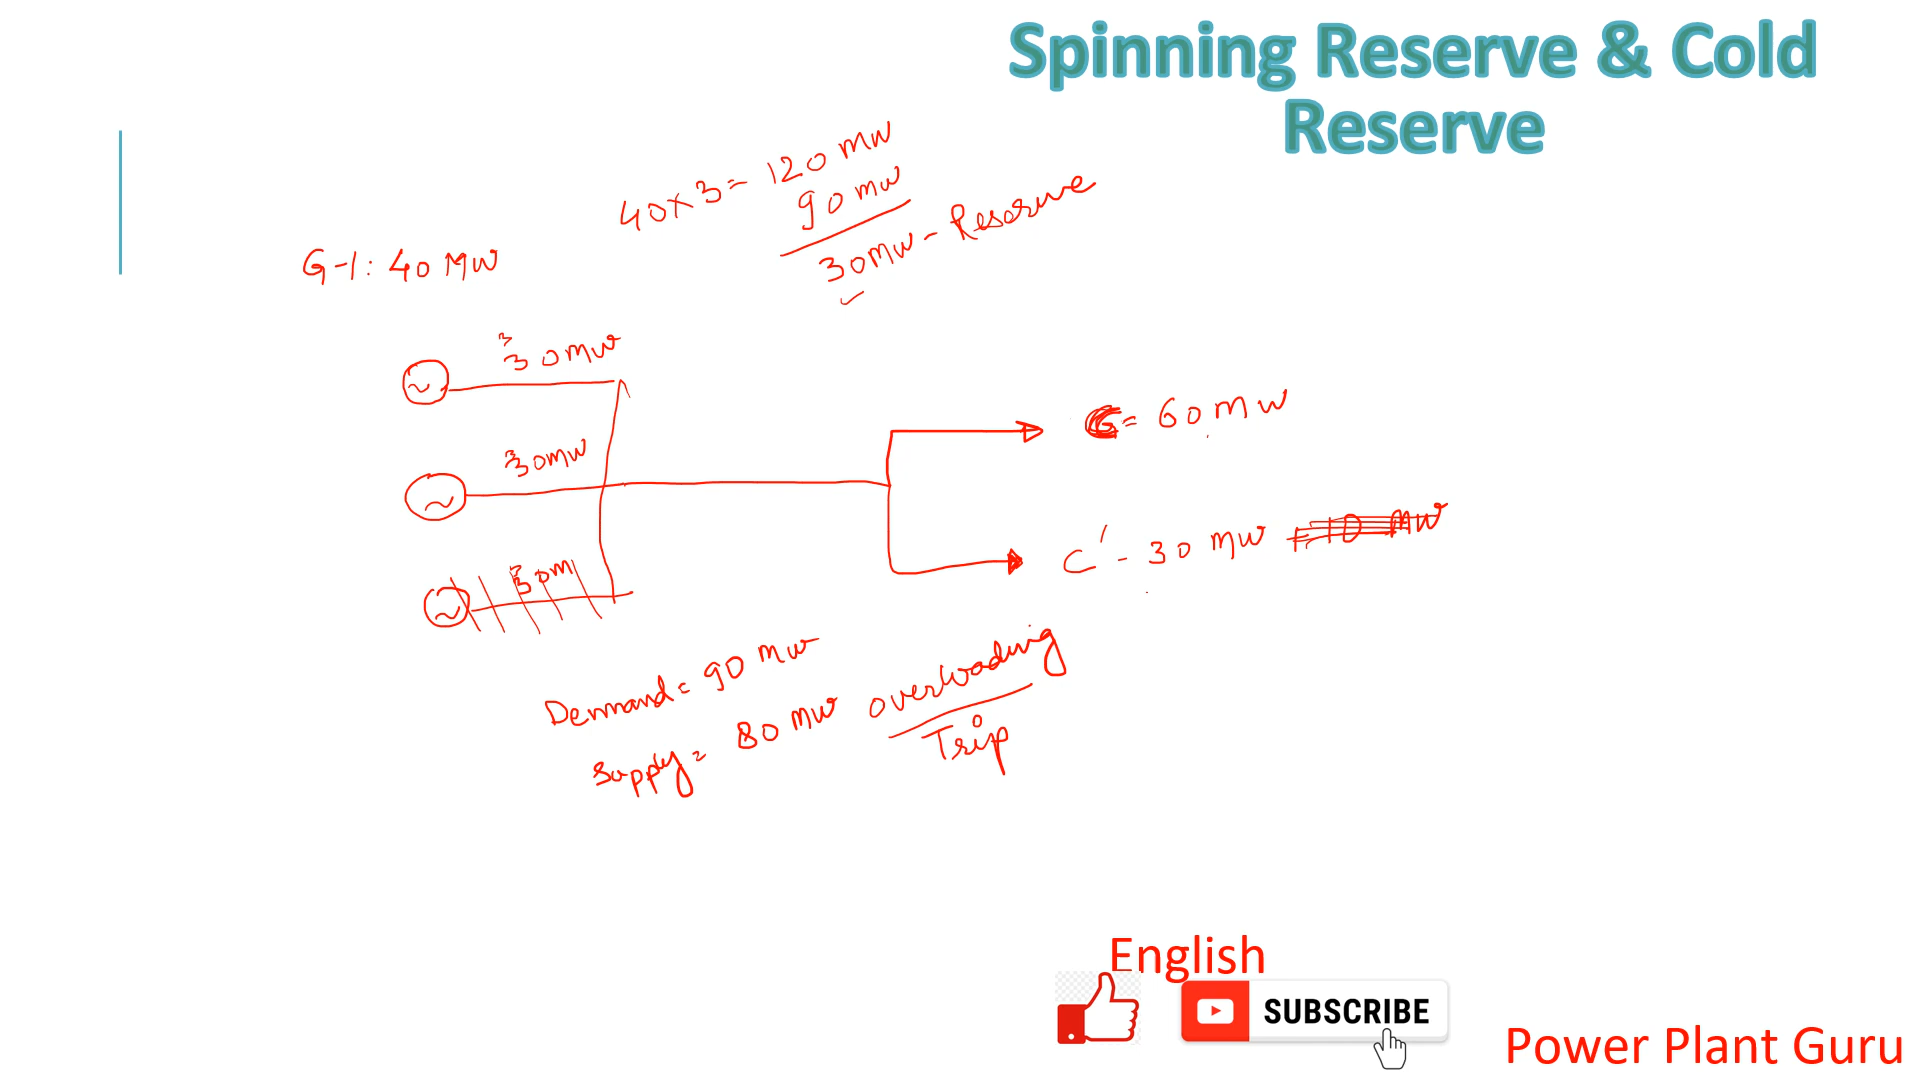 Spinning Reserve & Cold
Reserve
40x3= 120 MW
90 MW
30MW - Reserve
G-1: 40 MW
30MW
30MW
30M
= 60MW
C' - 30 MW
Demand = 90 MW
Supply = 80 MW overloading
Trip
English
SUBSCRIBE
Power Plant Guru